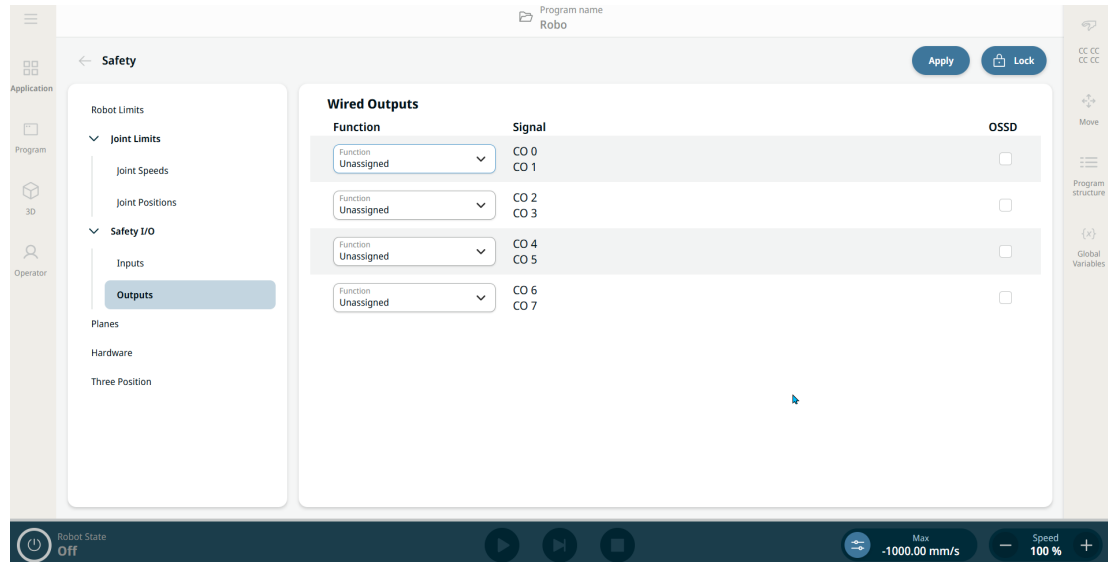 Program name
Robo
Safety
Apply
Lock
CC CC
CC CC
Application
Program
3D
Operator
Robot Limits
Joint Limits
Joint Speeds
Joint Positions
Safety I/O
Inputs
Outputs
Planes
Hardware
Three Position
Wired Outputs
Function
Signal
OSSD
Function
Unassigned
CO 0
CO 1
Function
Unassigned
CO 2
CO 3
Function
Unassigned
CO 4
CO 5
Function
Unassigned
CO 6
CO 7
Move
Program
structure
{x}
Global
Variables
Robot State
Off
Max
-1000.00 mm/s
Speed
100 %